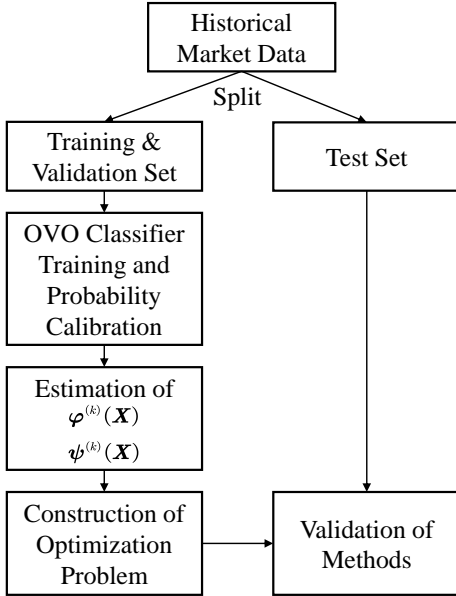 Historical
Market Data
Split
Training &
Validation Set
Test Set
OVO Classifier
Training and
Probability
Calibration
Estimation of
𝝋⁽ᵏ⁾(𝑿)
𝝍⁽ᵏ⁾(𝑿)
Construction of
Optimization
Problem
Validation of
Methods